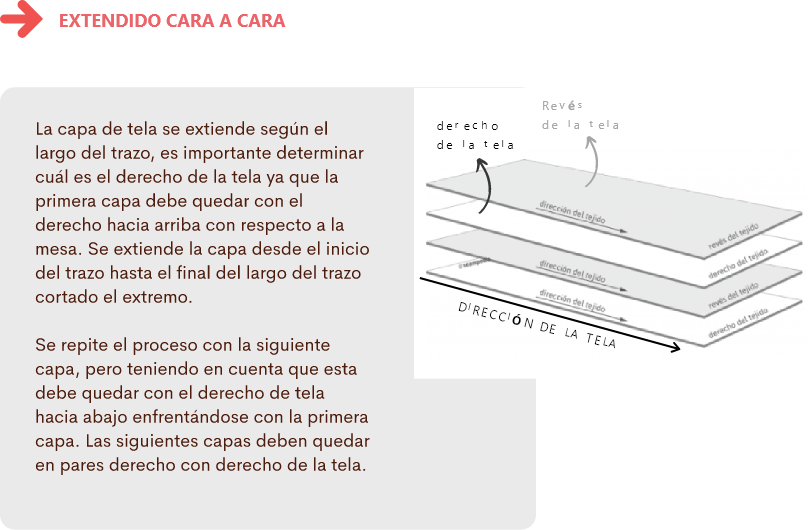 EXTENDIDO CARA A CARA
La capa de tela se extiende según el
largo del trazo, es importante determinar
cuál es el derecho de la tela ya que la
primera capa debe quedar con el
derecho hacia arriba con respecto a la
mesa. Se extiende la capa desde el inicio
del trazo hasta el final del largo del trazo
cortado el extremo.
Se repite el proceso con la siguiente
capa, pero teniendo en cuenta que esta
debe quedar con el derecho de tela
hacia abajo enfrentándose con la primera
capa. Las siguientes capas deben quedar
en pares derecho con derecho de la tela.
Revés
de la tela
derecho
de la tela
dirección del tejido
revés del tejido
derecho del tejido
dirección del tejido
revés del tejido
dirección del tejido
derecho del tejido
DIRECCIÓN DE LA TELA